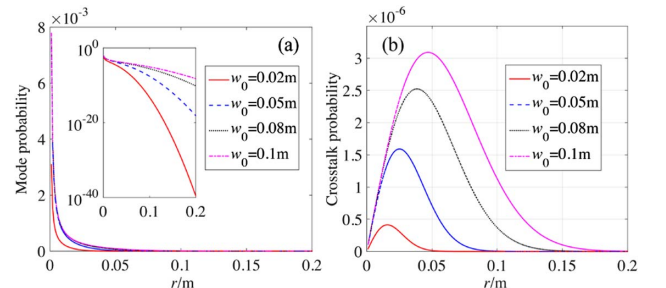 ×10⁻³
8
6
4
2
0
Mode probability
0
0.05
0.1
0.15
0.2
r/m
(a)
10⁰
10⁻²⁰
10⁻⁴⁰
0
0.1
0.2
w₀=0.02m
w₀=0.05m
w₀=0.08m
w₀=0.1m
×10⁻⁶
3.5
3
2.5
2
1.5
1
0.5
0
Crosstalk probability
0
0.05
0.1
0.15
0.2
r/m
(b)
w₀=0.02m
w₀=0.05m
w₀=0.08m
w₀=0.1m